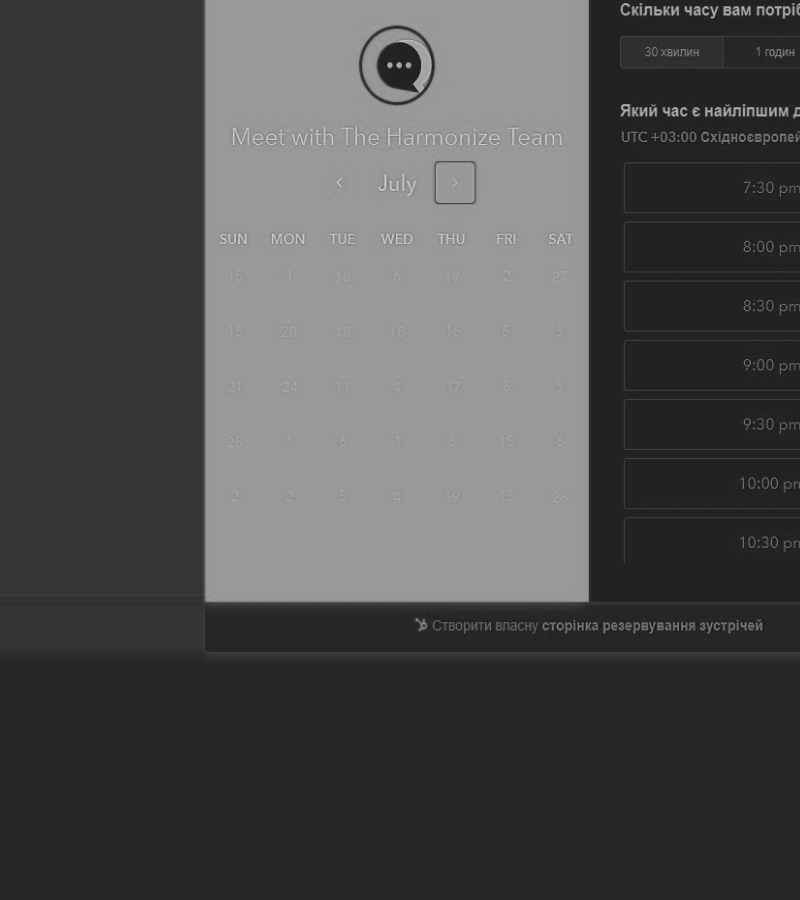 Meet with The Harmonize Team
July
SUN MON TUE WED THU FRI SAT
15 1 18 6 19 2 27
15 20 18 18 16 5 5
21 24 11 4 17 8 5
28 1 6 1 8 15 6
2 2 5 4 19 13 28
Скільки часу вам
30 хвилин 1 годин
Який час є найліпшим
UTC +03:00
7:30 pm
8:00 pm
8:30 pm
9:00 pm
9:30 pm
10:00
10:30
Створити власну сторінка резервування зустрічей